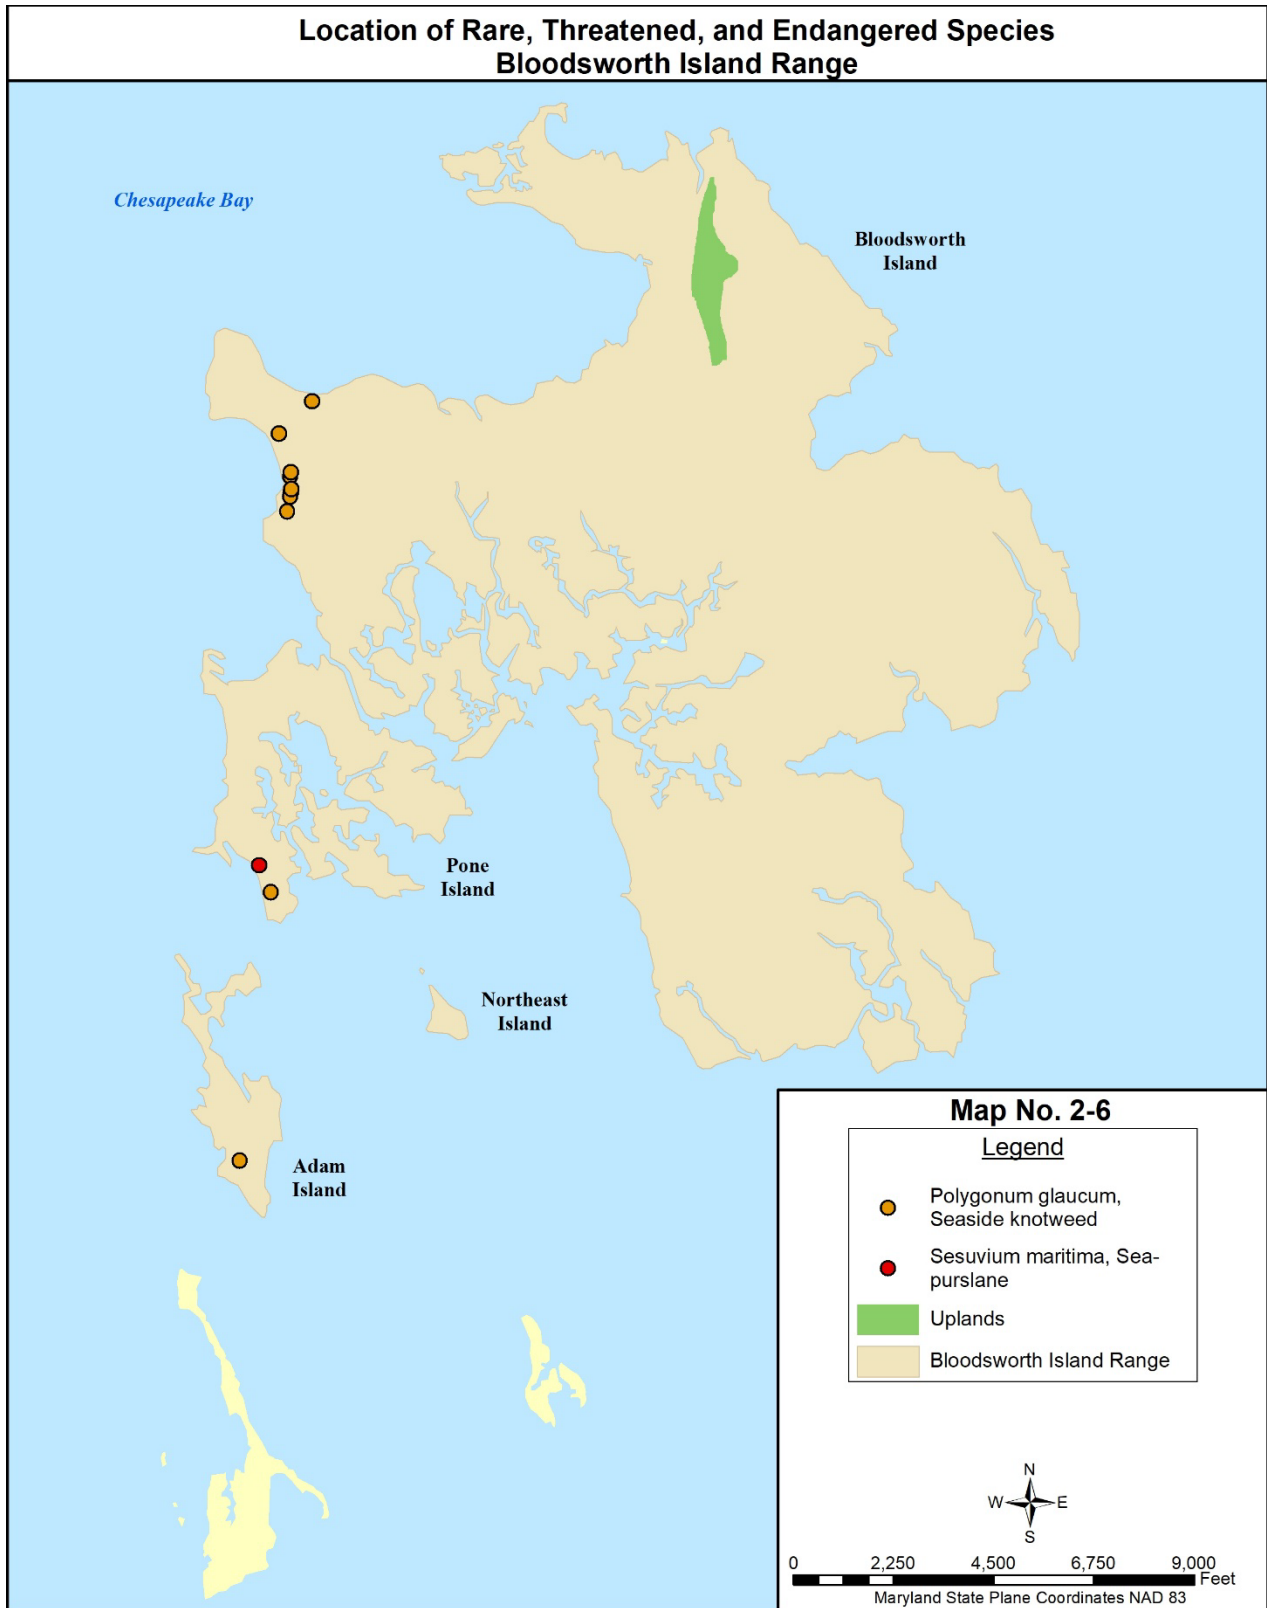 Location of Rare, Threatened, and Endangered Species
Bloodsworth Island Range
Chesapeake Bay
Bloodsworth
Island
Pone
Island
Northeast
Island
Adam
Island
Map No. 2-6
Legend
Polygonum glaucum,
Seaside knotweed
Sesuvium maritima, Sea-
purslane
Uplands
Bloodsworth Island Range
N
W E
S
0 2,250 4,500 6,750 9,000
Feet
Maryland State Plane Coordinates NAD 83